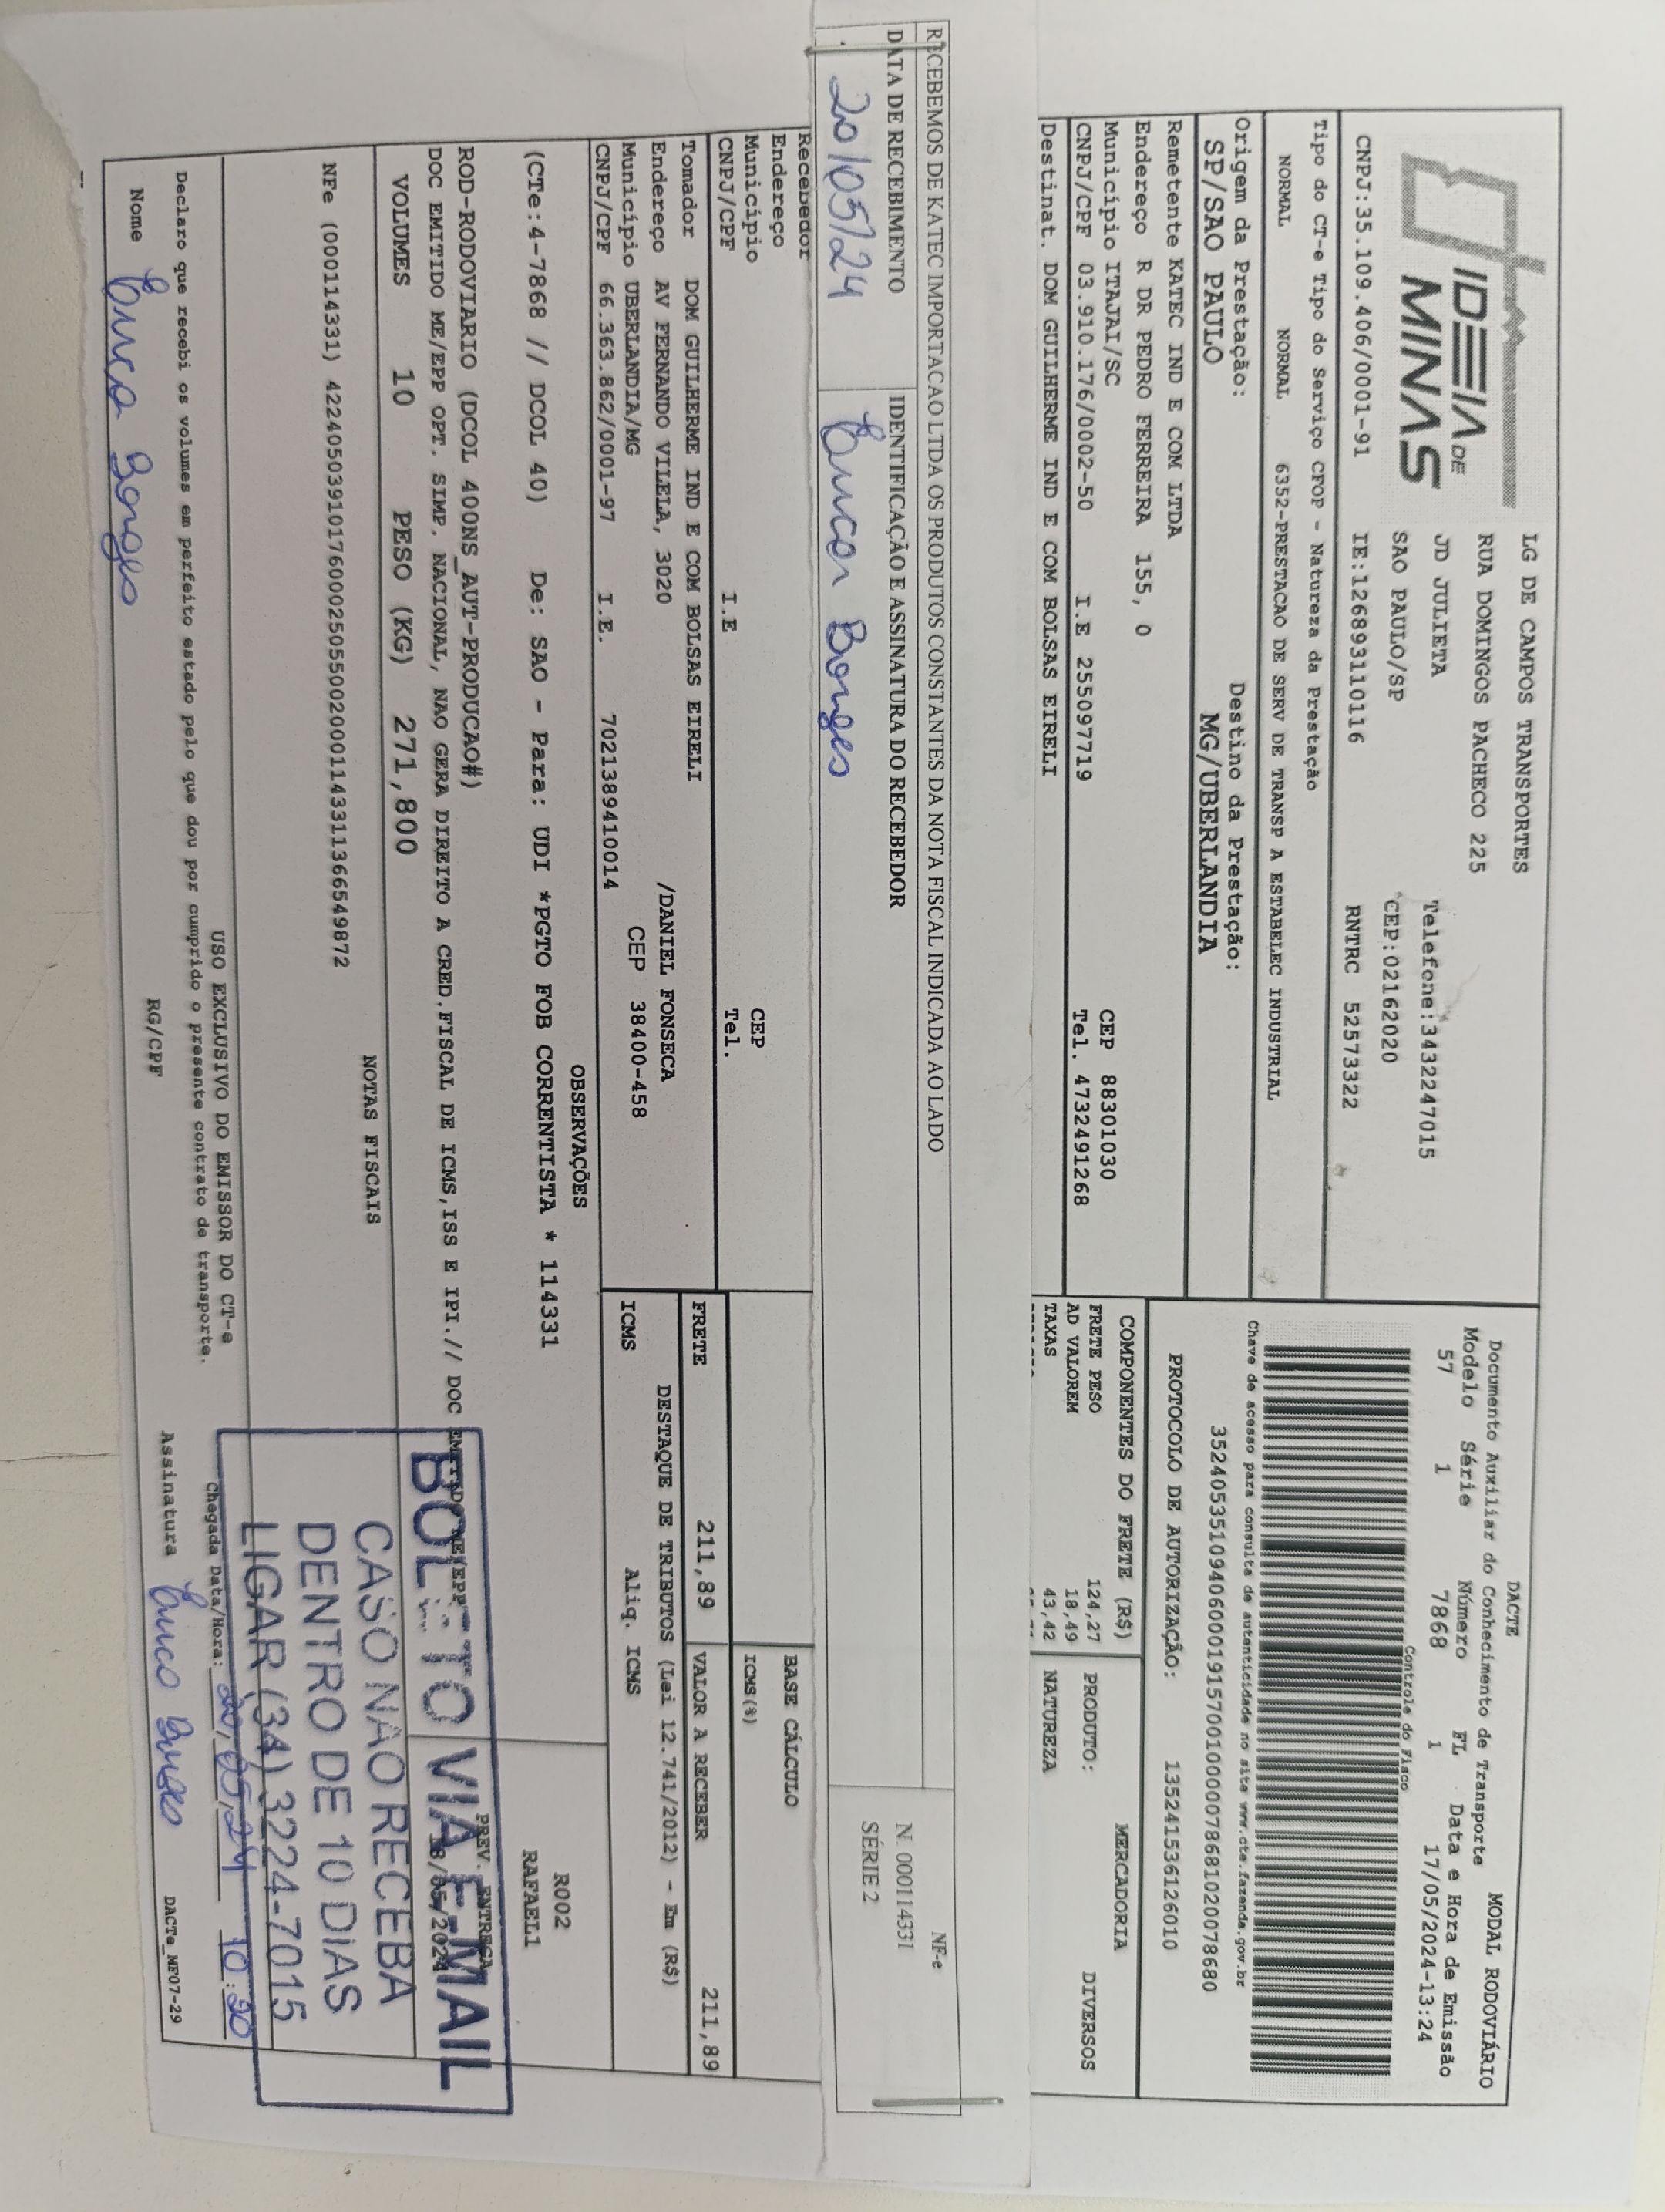 IDEIA DE
MINAS
LG DE CAMPOS TRANSPORTES
RUA DOMINGOS PACHECO 225
JD JULIETA
Telefone:3432247015
SAO PAULO/SP
CEP:02162020
CNPJ:35.109.406/0001-91
IE:126893110116
RNTRC 52573322
DACTE
Documento Auxiliar do Conhecimento de Transporte
MODAL RODOVIÁRIO
Modelo Série Número FL Data e Hora de Emissão
57 1 7868 1 17/05/2024-13:24
Controle do Fisco
Tipo do CT-e Tipo do Serviço CFOP - Natureza da Prestação
NORMAL NORMAL 6352-PRESTACAO DE SERV DE TRANSP A ESTABELEC INDUSTRIAL
Chave de acesso para consulta de autenticidade no site www.cte.fazenda.gov.br
35240535109406000191570010000078681020078680
Origem da Prestação: Destino da Prestação:
SP/SAO PAULO MG/UBERLANDIA
PROTOCOLO DE AUTORIZAÇÃO: 135241536126010
Remetente KATEC IND E COM LTDA
Endereço R DR PEDRO FERREIRA 155, 0
Município ITAJAI/SC CEP 88301030
CNPJ/CPF 03.910.176/0002-50 I.E 255097719 Tel. 4732491268
Destinat. DOM GUILHERME IND E COM BOLSAS EIRELI
COMPONENTES DO FRETE (R$) MERCADORIA
FRETE PESO 124,27 PRODUTO: DIVERSOS
AD VALOREM 18,49
TAXAS 43,42 NATUREZA
RECEBEMOS DE KATEC IMPORTACAO LTDA OS PRODUTOS CONSTANTES DA NOTA FISCAL INDICADA AO LADO
DATA DE RECEBIMENTO IDENTIFICAÇÃO E ASSINATURA DO RECEBEDOR
20/05/24 Borges
NF-e
N. 000114331
SÉRIE 2
Recebedor
Endereço
Município CEP
CNPJ/CPF I.E Tel.
BASE CÁLCULO
ICMS(%)
Tomador DOM GUILHERME IND E COM BOLSAS EIRELI
Endereço AV FERNANDO VILELA, 3020 /DANIEL FONSECA
Município UBERLANDIA/MG CEP 38400-458
CNPJ/CPF 66.363.862/0001-97 I.E. 7021389410014
FRETE 211,89 VALOR A RECEBER 211,89
DESTAQUE DE TRIBUTOS (Lei 12.741/2012) - Em (R$)
ICMS Aliq. ICMS
OBSERVAÇÕES
(CTe:4-7868 // DCOL 40) De: SAO - Para: UDI *PGTO FOB CORRENTISTA * 114331
R002
RAFAEL1
ROD-RODOVIARIO (DCOL 400NS_AUT-PRODUCAO#)
DOC EMITIDO ME/EPP OPT. SIMP. NACIONAL, NAO GERA DIREITO A CRED.FISCAL DE ICMS,ISS E IPI.// DOC EMITIDO ME/EPP
PREV. ENTREGA
18/05/2024
VOLUMES 10 PESO (KG) 271,800
NOTAS FISCAIS
NFe (000114331) 42240503910176000250550020001143311366549872
BOLETO VIA E-MAIL
CASO NÃO RECEBA
DENTRO DE 10 DIAS
LIGAR (34) 3224-7015
USO EXCLUSIVO DO EMISSOR DO CT-e
Declaro que recebi os volumes em perfeito estado pelo que dou por cumprido o presente contrato de transporte.
Chegada Data/Hora: 20/05/24 10:20
Nome Borges RG/CPF Assinatura Borges
DACTe_MF07-29